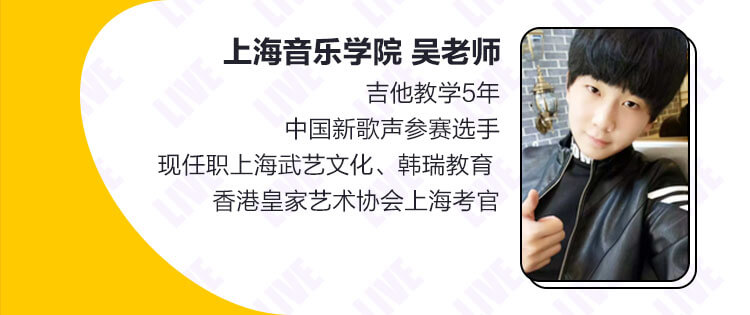 上海音乐学院 吴老师
吉他教学5年
中国新歌声参赛选手
现任职上海武艺文化、韩瑞教育
香港皇家艺术协会上海考官
LIVE